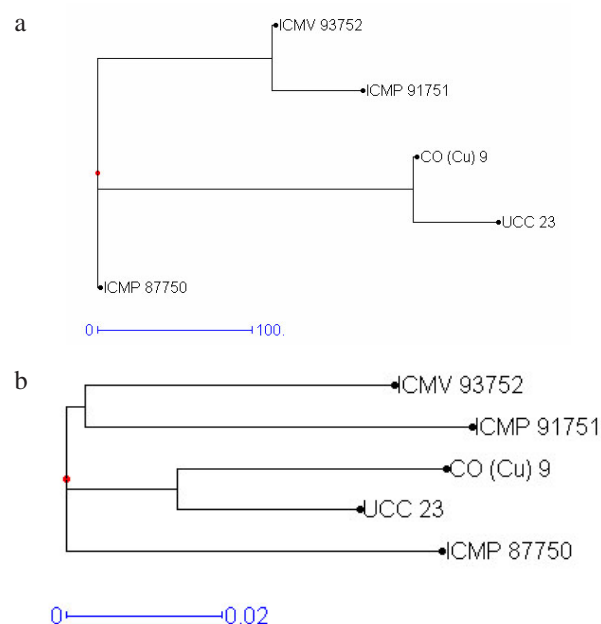 a
ICMV 93752
ICMP 91751
CO (Cu) 9
UCC 23
ICMP 87750
0 100.
b
ICMV 93752
ICMP 91751
CO (Cu) 9
UCC 23
ICMP 87750
0 0.02